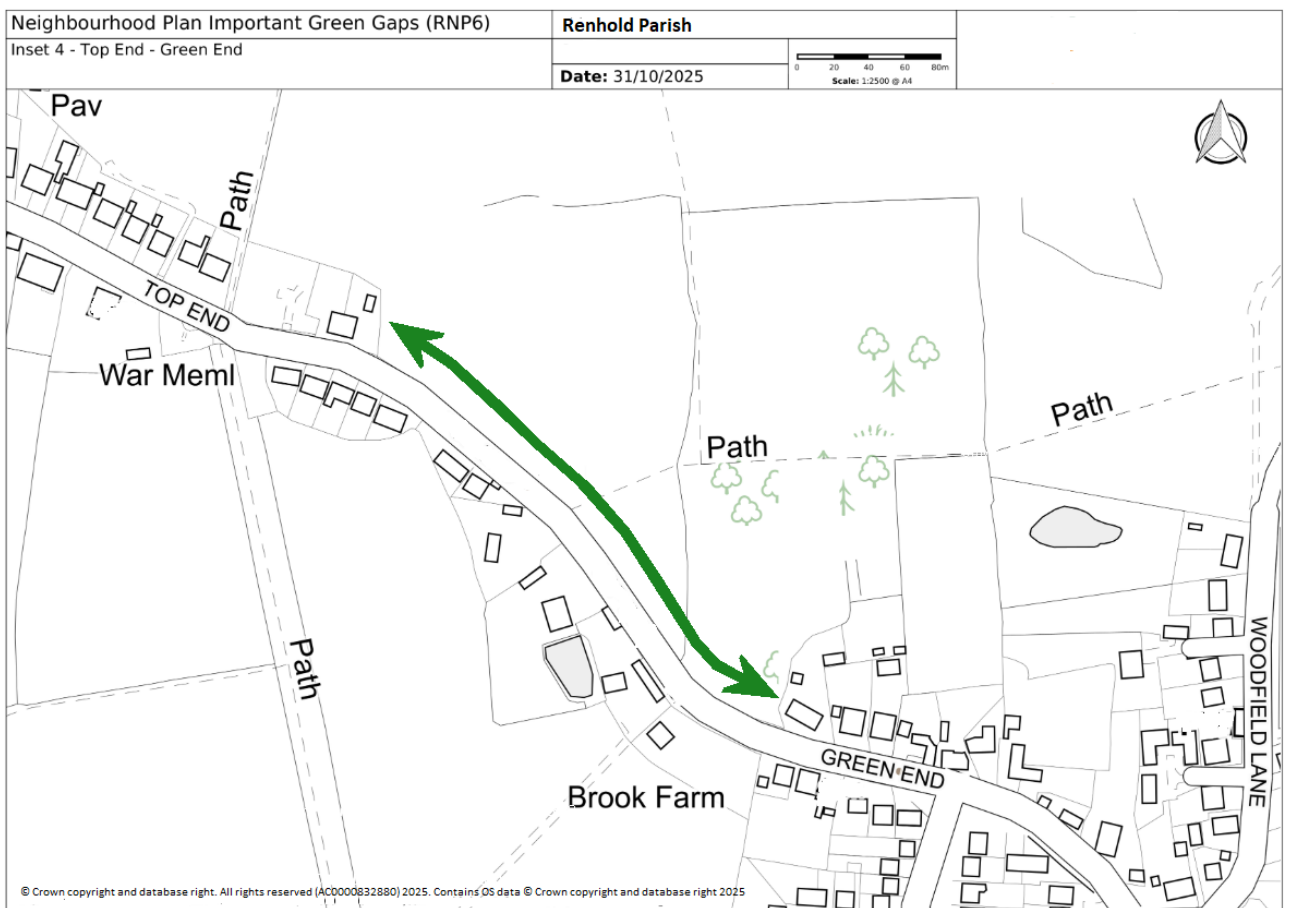 Neighbourhood Plan Important Green Gaps (RNP6)
Renhold Parish
Inset 4 - Top End - Green End
Date: 31/10/2025
0 20 40 60 80m
Scale: 1:2500 @ A4
Pav
Path
TOP END
War Meml
Path
Path
Path
WOODFIELD LANE
GREEN END
Brook Farm
© Crown copyright and database right. All rights reserved (AC0000832880) 2025. Contains OS data © Crown copyright and database right 2025